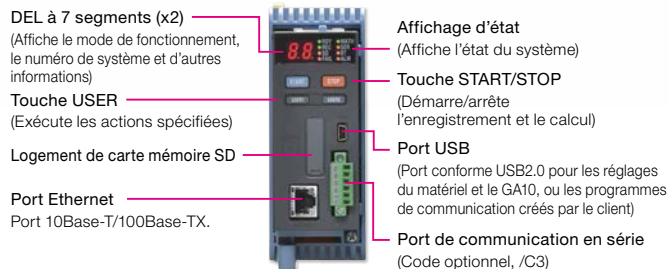 DEL à 7 segments (x2)
(Affiche le mode de fonctionnement,
le numéro de système et d'autres
informations)
Touche USER
(Exécute les actions spécifiées)
Logement de carte mémoire SD
Port Ethernet
Port 10Base-T/100Base-TX.
8.8.
START
STOP
USER1
USER2
Affichage d'état
(Affiche l'état du système)
Touche START/STOP
(Démarre/arrête
l'enregistrement et le calcul)
Port USB
(Port conforme USB2.0 pour les réglages
du matériel et le GA10, ou les programmes
de communication créés par le client)
Port de communication en série
(Code optionnel, /C3)